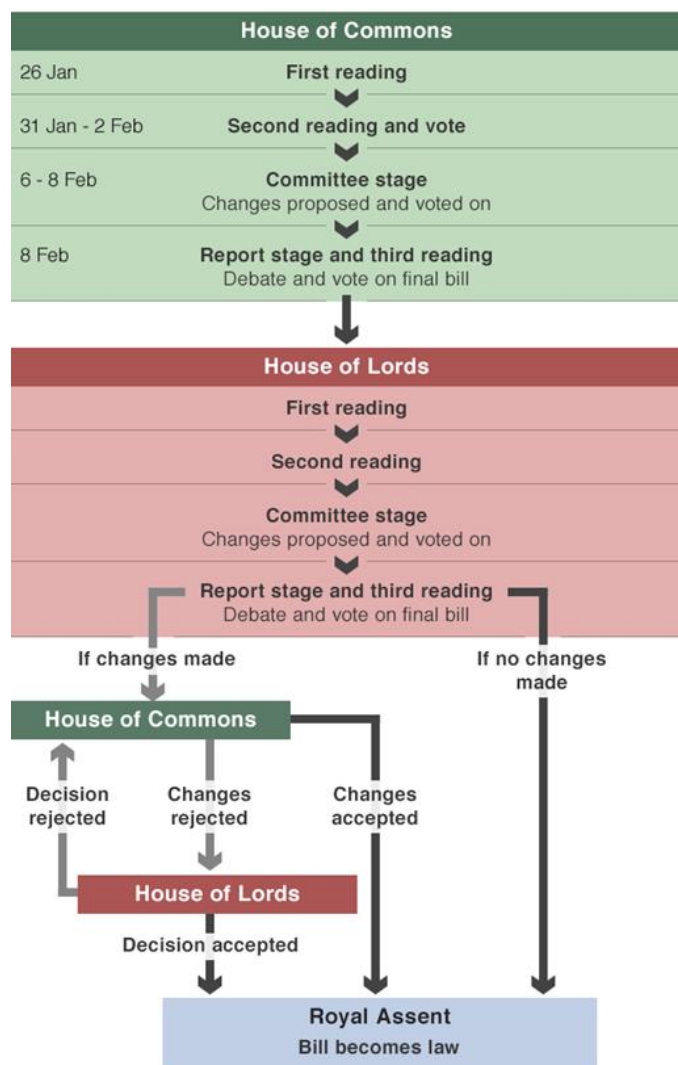 House of Commons
26 Jan First reading
31 Jan - 2 Feb Second reading and vote
6 - 8 Feb Committee stage
Changes proposed and voted on
8 Feb Report stage and third reading
Debate and vote on final bill
House of Lords
First reading
Second reading
Committee stage
Changes proposed and voted on
Report stage and third reading
Debate and vote on final bill
If changes made
If no changes
made
House of Commons
Decision
rejected
Changes
rejected
Changes
accepted
House of Lords
Decision accepted
Royal Assent
Bill becomes law